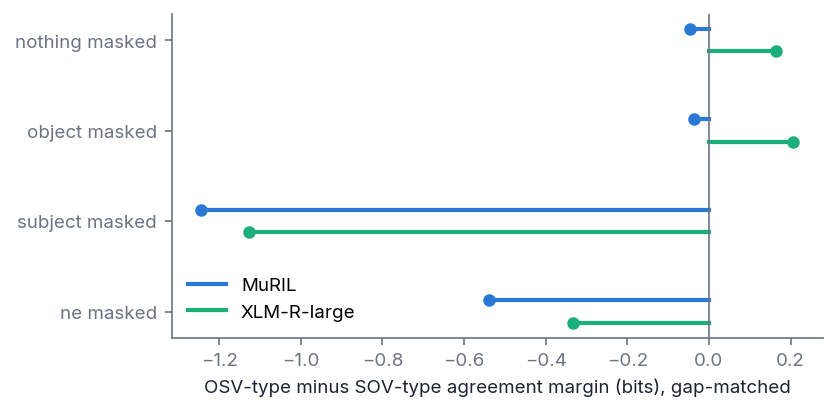 nothing masked
object masked
subject masked
ne masked
MuRIL
XLM-R-large
−1.2 −1.0 −0.8 −0.6 −0.4 −0.2 0.0 0.2
OSV-type minus SOV-type agreement margin (bits), gap-matched